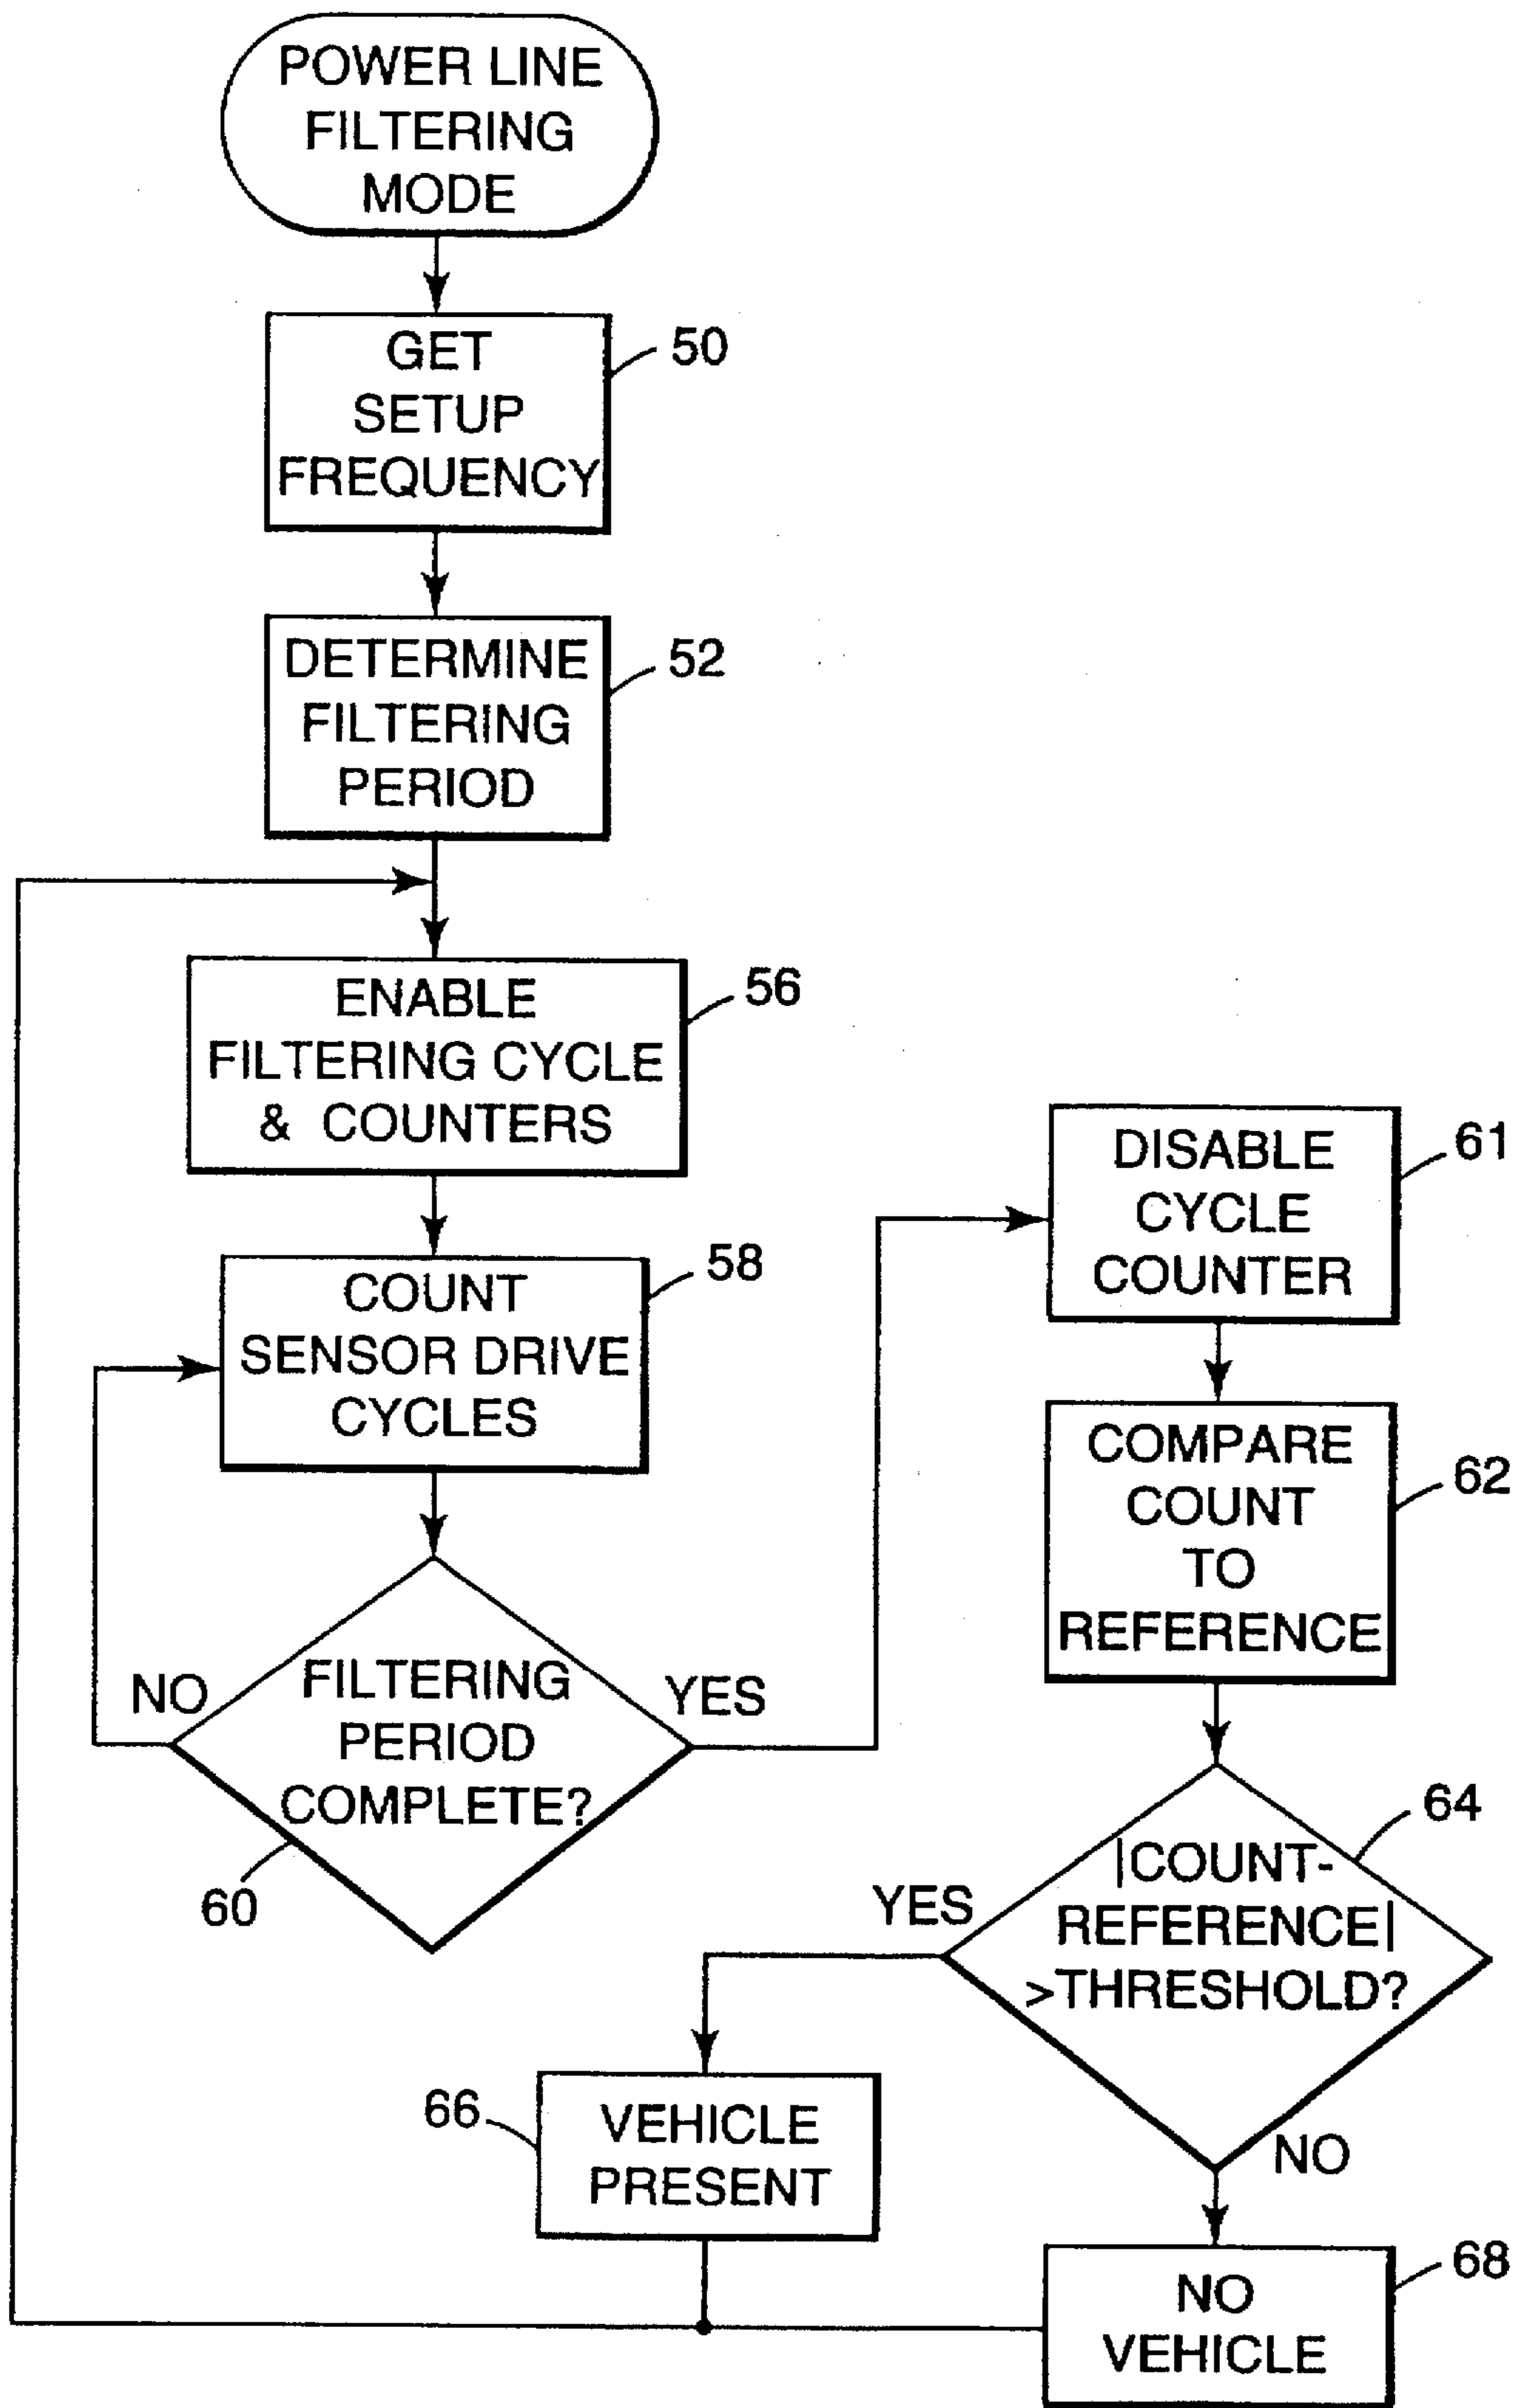 POWER LINE
FILTERING
MODE
GET
SETUP
FREQUENCY
50
DETERMINE
FILTERING
PERIOD
52
ENABLE
FILTERING CYCLE
& COUNTERS
56
COUNT
SENSOR DRIVE
CYCLES
58
FILTERING
PERIOD
COMPLETE?
NO
YES
60
DISABLE
CYCLE
COUNTER
61
COMPARE
COUNT
TO
REFERENCE
62
|COUNT-
REFERENCE|
>THRESHOLD?
64
YES
NO
VEHICLE
PRESENT
66
NO
VEHICLE
68